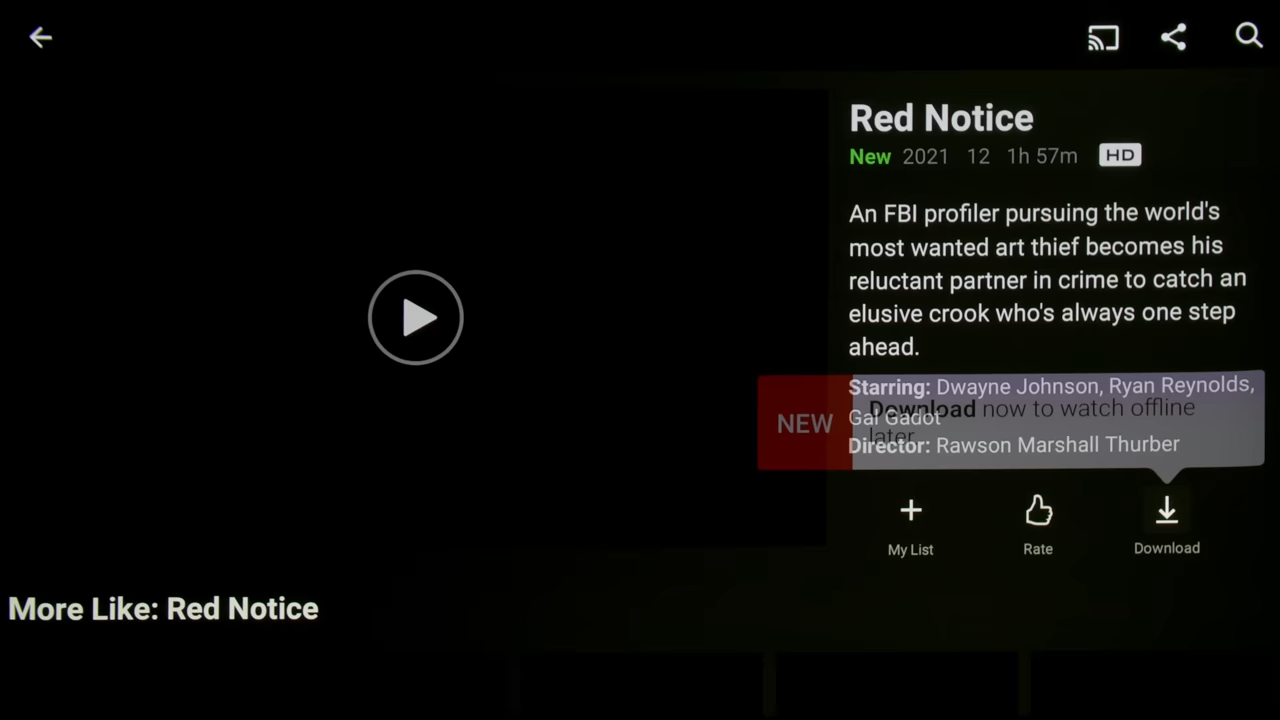 Red Notice
New 2021 12 1h 57m HD
An FBI profiler pursuing the world's
most wanted art thief becomes his
reluctant partner in crime to catch an
elusive crook who's always one step
ahead.
Starring: Dwayne Johnson, Ryan Reynolds,
Gal Gadot
Director: Rawson Marshall Thurber
NEW
Download now to watch offline
later.
My List
Rate
Download
More Like: Red Notice